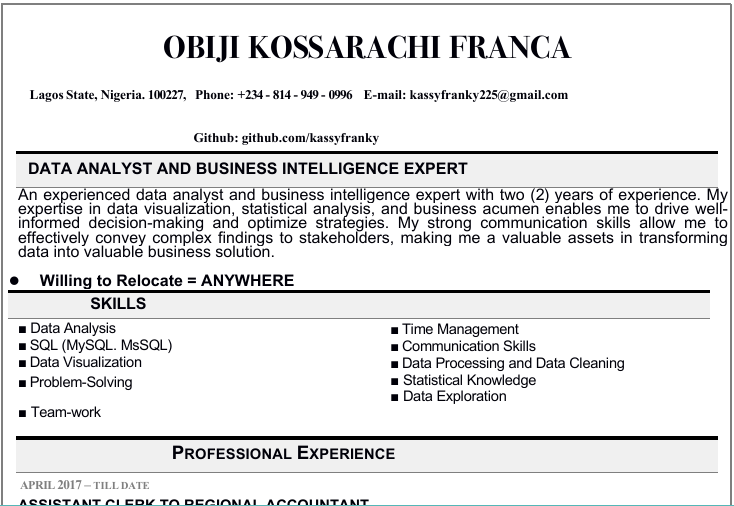 OBIJI KOSSARACHI FRANCA
Lagos State, Nigeria. 100227, Phone: +234 - 814 - 949 - 0996 E-mail: kassyfranky225@gmail.com
Github: github.com/kassyfranky
DATA ANALYST AND BUSINESS INTELLIGENCE EXPERT
An experienced data analyst and business intelligence expert with two (2) years of experience. My
expertise in data visualization, statistical analysis, and business acumen enables me to drive well-
informed decision-making and optimize strategies. My strong communication skills allow me to
effectively convey complex findings to stakeholders, making me a valuable assets in transforming
data into valuable business solution.
● Willing to Relocate = ANYWHERE
SKILLS
■ Data Analysis
■ SQL (MySQL. MsSQL)
■ Data Visualization
■ Problem-Solving
■ Team-work
■ Time Management
■ Communication Skills
■ Data Processing and Data Cleaning
■ Statistical Knowledge
■ Data Exploration
PROFESSIONAL EXPERIENCE
APRIL 2017 – TILL DATE
ASSISTANT CLERK TO REGIONAL ACCOUNTANT